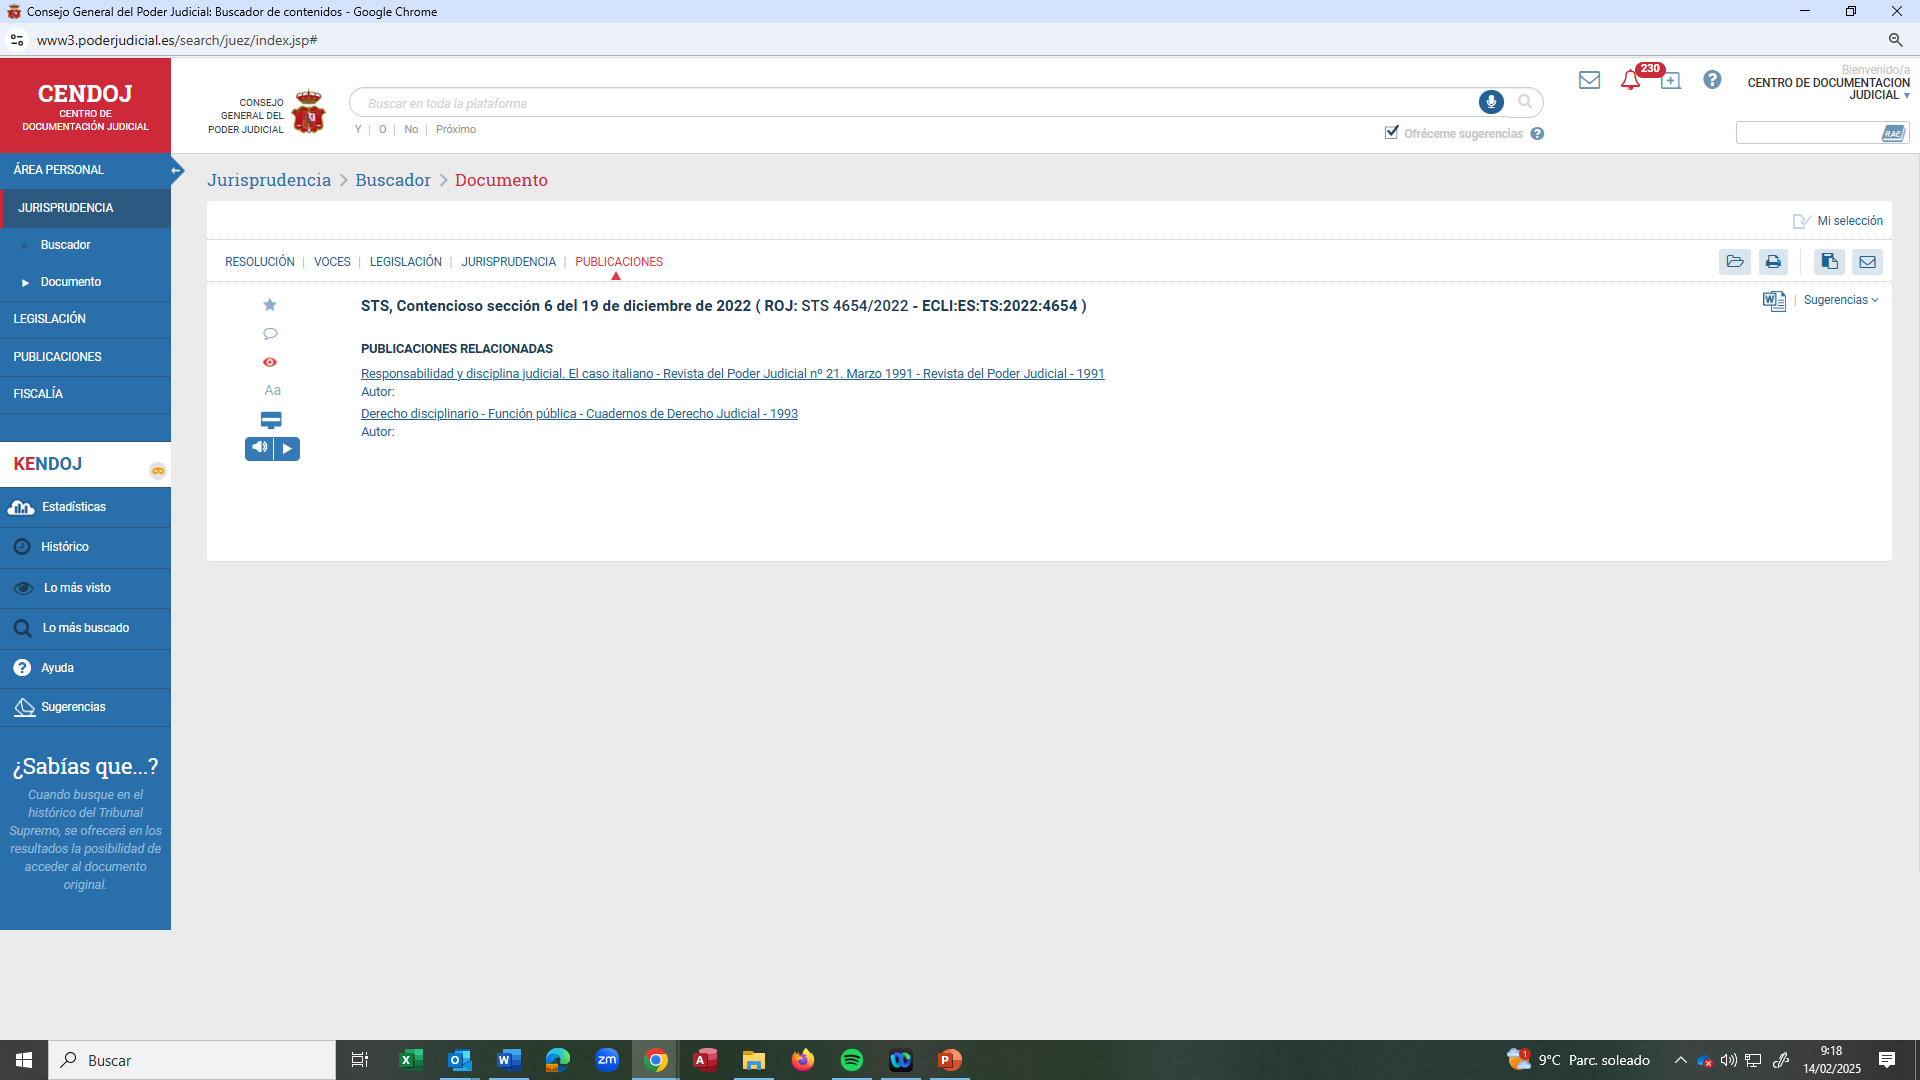 Consejo General del Poder Judicial: Buscador de contenidos - Google Chrome
www3.poderjudicial.es/search/juez/index.jsp#
CENDOJ
CENTRO DE
DOCUMENTACIÓN JUDICIAL
CONSEJO
GENERAL DEL
PODER JUDICIAL
Buscar en toda la plataforma
Y | O | No | Próximo
Ofréceme sugerencias
230
Bienvenido/a
CENTRO DE DOCUMENTACION
JUDICIAL
RAE
ÁREA PERSONAL
JURISPRUDENCIA
Buscador
Documento
LEGISLACIÓN
PUBLICACIONES
FISCALÍA
KENDOJ
Estadísticas
Histórico
Lo más visto
Lo más buscado
Ayuda
Sugerencias
¿Sabías que...?
Cuando busque en el
histórico del Tribunal
Supremo, se ofrecerá en los
resultados la posibilidad de
acceder al documento
original.
Jurisprudencia > Buscador > Documento
Mi selección
RESOLUCIÓN | VOCES | LEGISLACIÓN | JURISPRUDENCIA | PUBLICACIONES
STS, Contencioso sección 6 del 19 de diciembre de 2022 ( ROJ: STS 4654/2022 - ECLI:ES:TS:2022:4654 )
| Sugerencias
Aa
PUBLICACIONES RELACIONADAS
Responsabilidad y disciplina judicial. El caso italiano - Revista del Poder Judicial nº 21. Marzo 1991 - Revista del Poder Judicial - 1991
Autor:
Derecho disciplinario - Función pública - Cuadernos de Derecho Judicial - 1993
Autor:
Buscar
zm
1
9°C Parc. soleado
9:18
14/02/2025